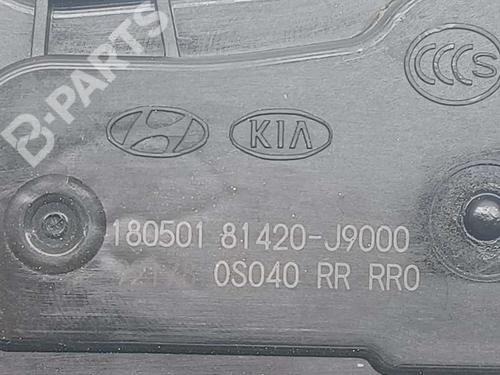 B-PARTS
CCCS
KIA
180501 81420-J9000
0S040 RR RR0